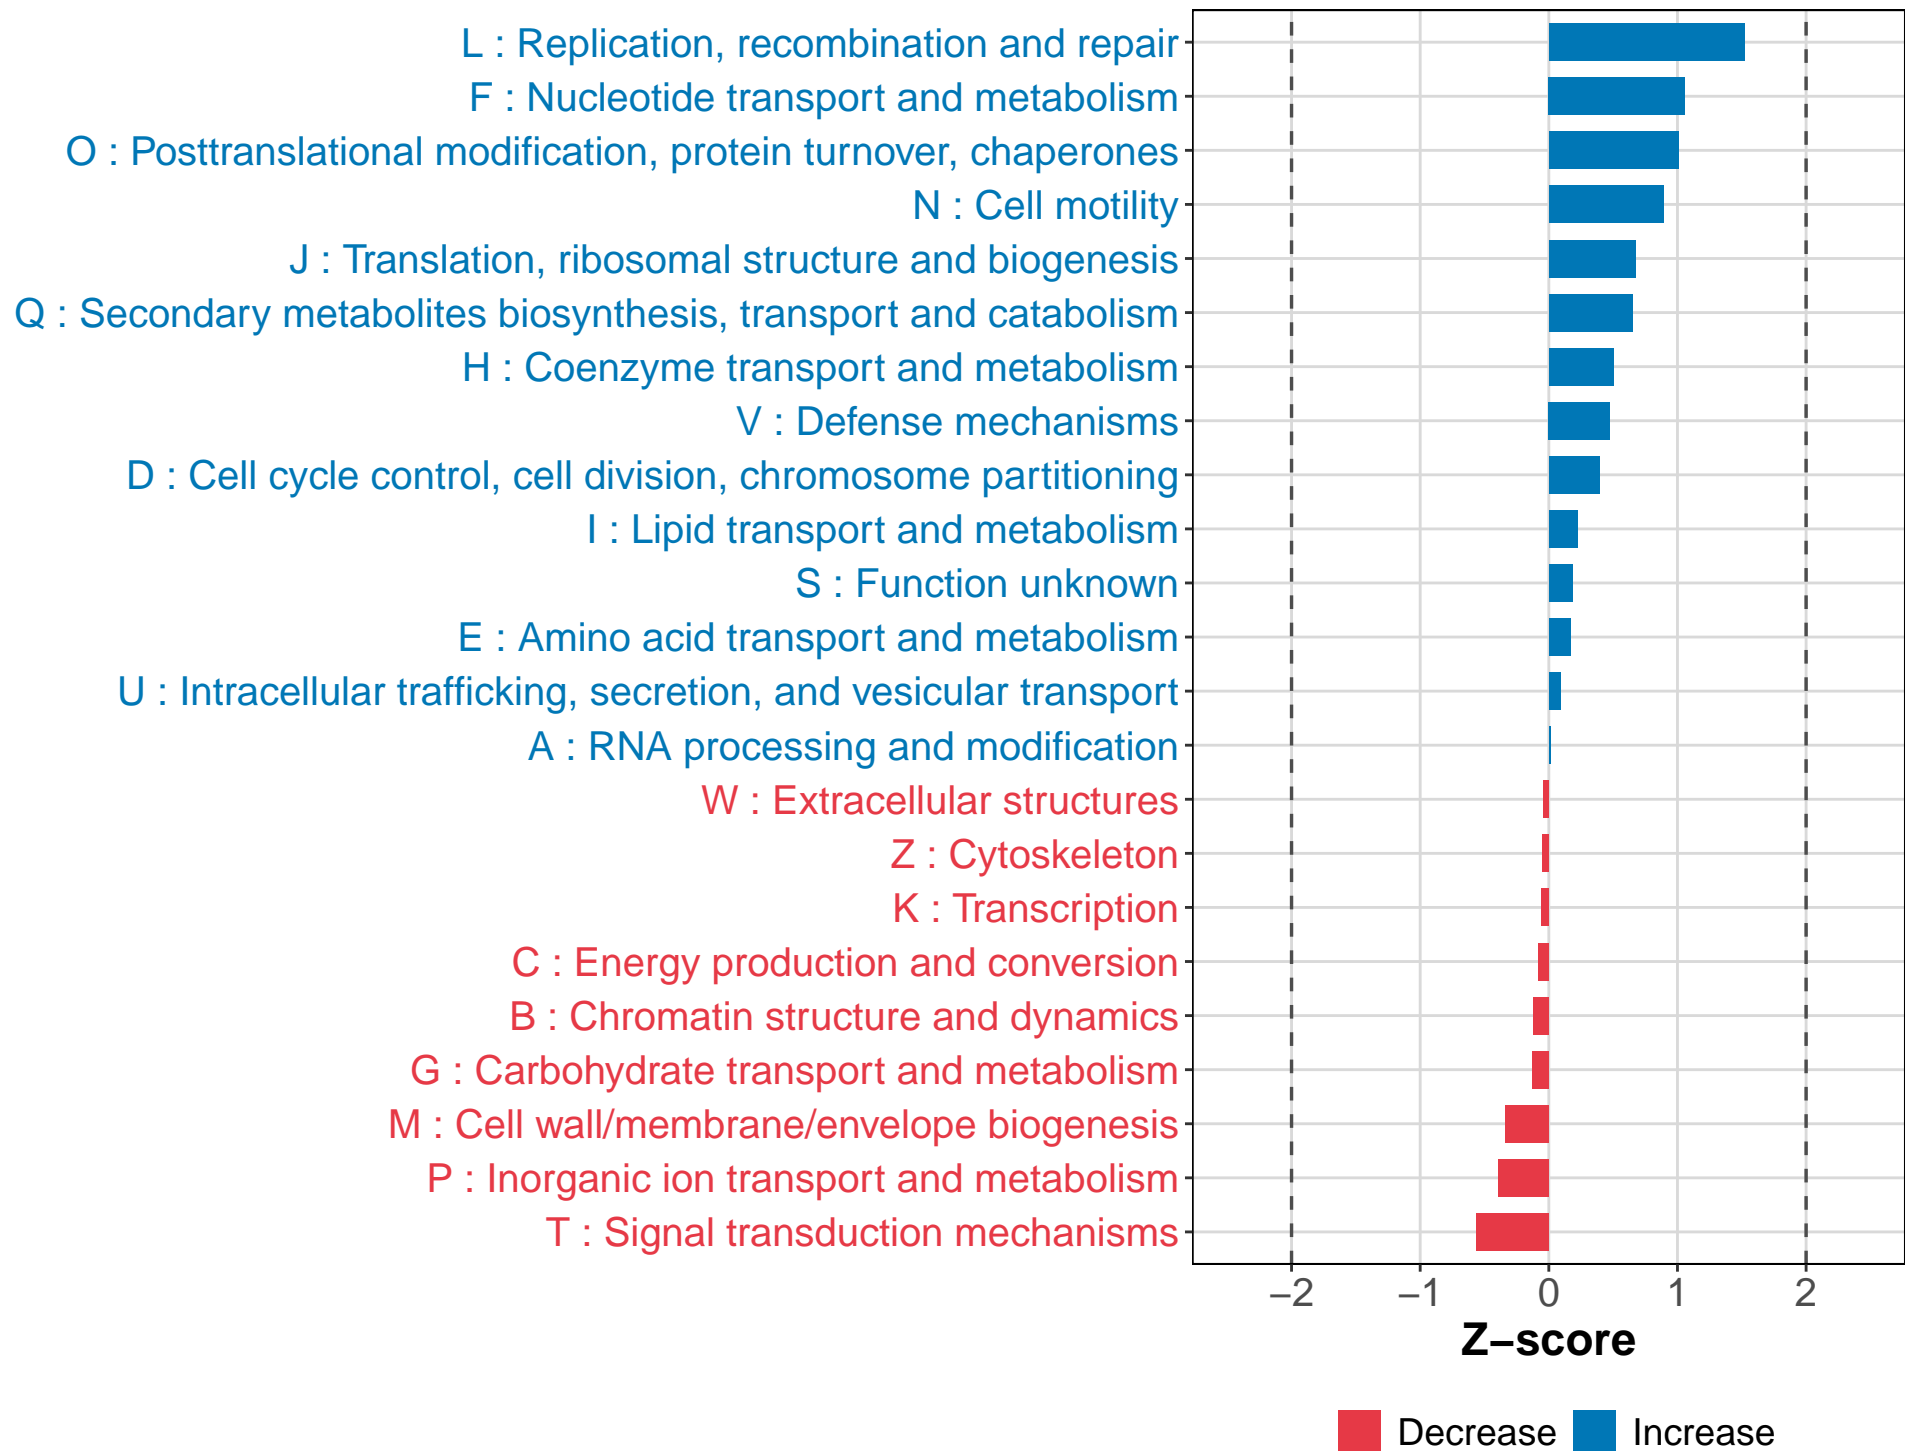 L : Replication, recombination and repair
F : Nucleotide transport and metabolism
O : Posttranslational modification, protein turnover, chaperones
N : Cell motility
J : Translation, ribosomal structure and biogenesis
Q : Secondary metabolites biosynthesis, transport and catabolism
H : Coenzyme transport and metabolism
V : Defense mechanisms
D : Cell cycle control, cell division, chromosome partitioning
I : Lipid transport and metabolism
S : Function unknown
E : Amino acid transport and metabolism
U : Intracellular trafficking, secretion, and vesicular transport
A : RNA processing and modification
W : Extracellular structures
Z : Cytoskeleton
K : Transcription
C : Energy production and conversion
B : Chromatin structure and dynamics
G : Carbohydrate transport and metabolism
M : Cell wall/membrane/envelope biogenesis
P : Inorganic ion transport and metabolism
T : Signal transduction mechanisms
−2 −1 0 1 2
Z−score
Decrease Increase